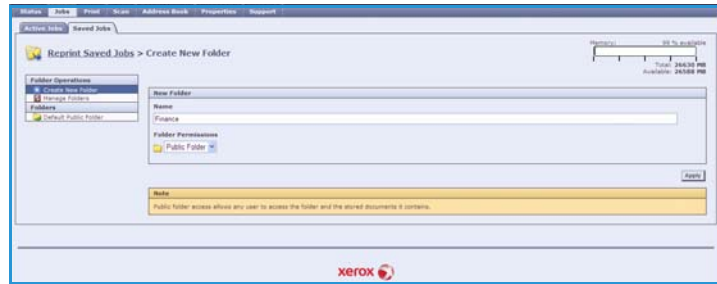 Status Jobs Print Scan Address Book Properties Support
Active Jobs Saved Jobs
Reprint Saved Jobs > Create New Folder
Memory: 99 % available
Total: 26630 MB
Available: 26588 MB
Folder Operations
Create New Folder
Manage Folders
Folders
Default Public Folder
New Folder
Name
Finance
Folder Permissions
Public Folder
Apply
Note
Public folder access allows any user to access the folder and the stored documents it contains.
xerox